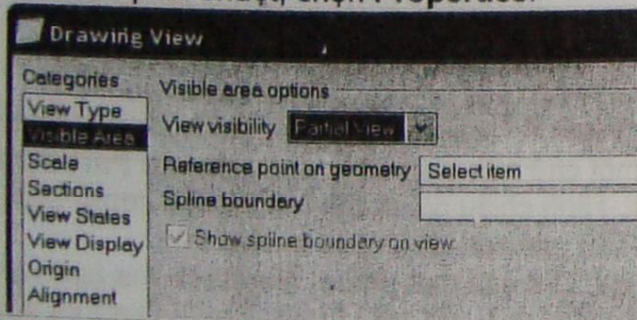 Properties.
Drawing View
Categories
Visible area options
View Type
View visibility Partial View
Visible Area
Scale
Reference point on geometry Select item
Sections
Spline boundary
View States
View Display
Show spline boundary on view
Origin
Alignment